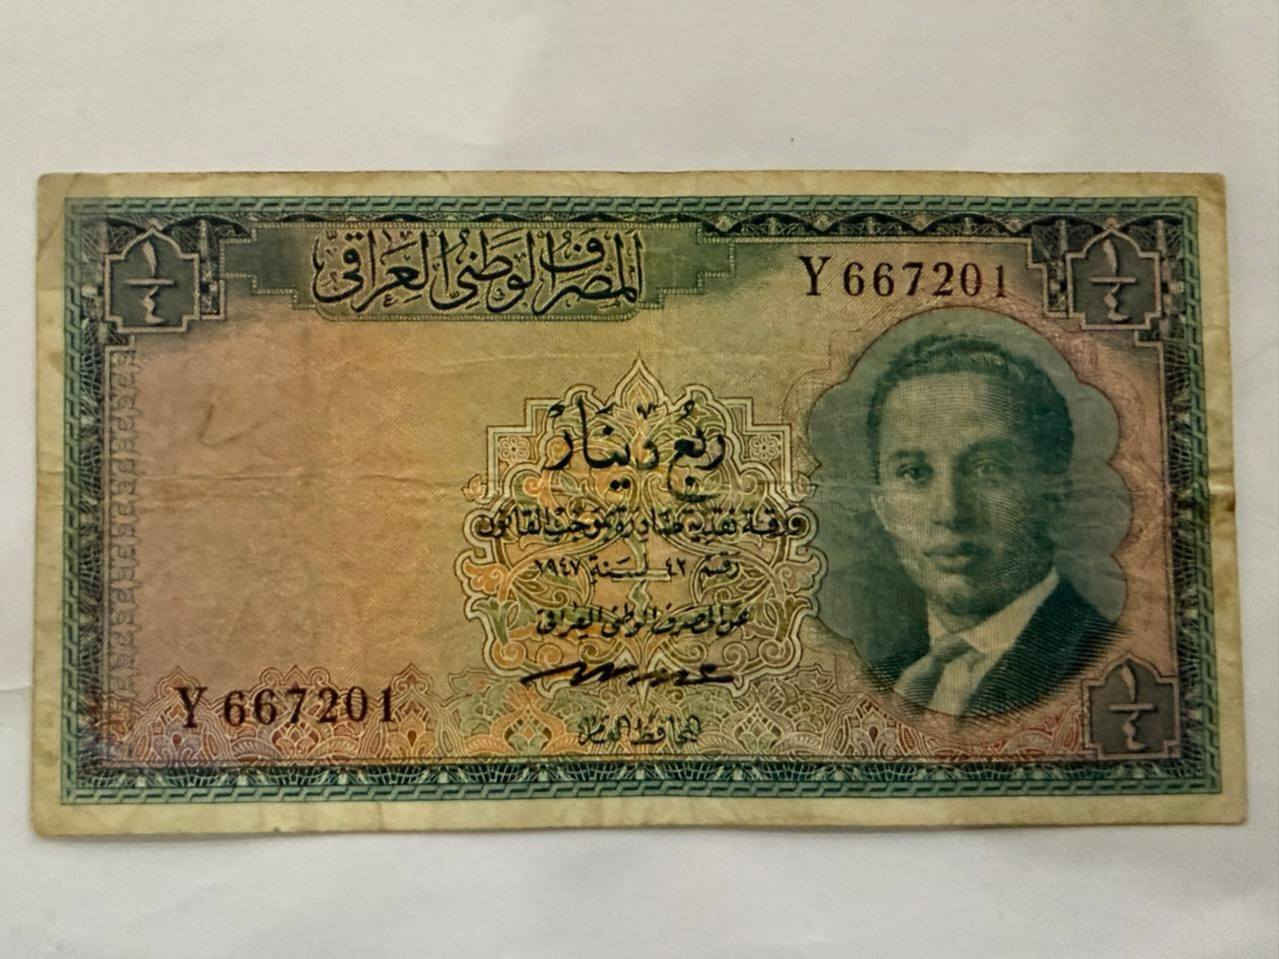 ١/٤
المصرف الوطني العراقي
Y 667201
١/٤
ربع دينار
ورقة نقدية صادرة بموجب القانون
رقم ٤٢ لسنة ١٩٤٧
عن المصرف الوطني العراقي
Y 667201
المحافظ
١/٤